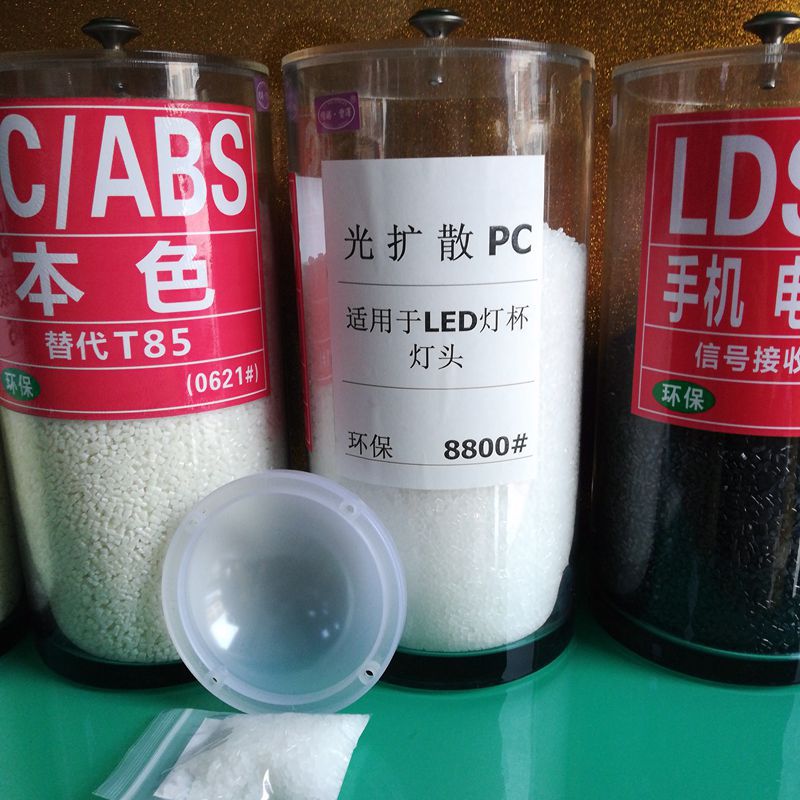 C/ABS
本色
替代T85
(0621#)
环保
光扩散PC
适用于LED灯杯
灯头
环保 8800#
LDS
手机 电
信号接收
环保